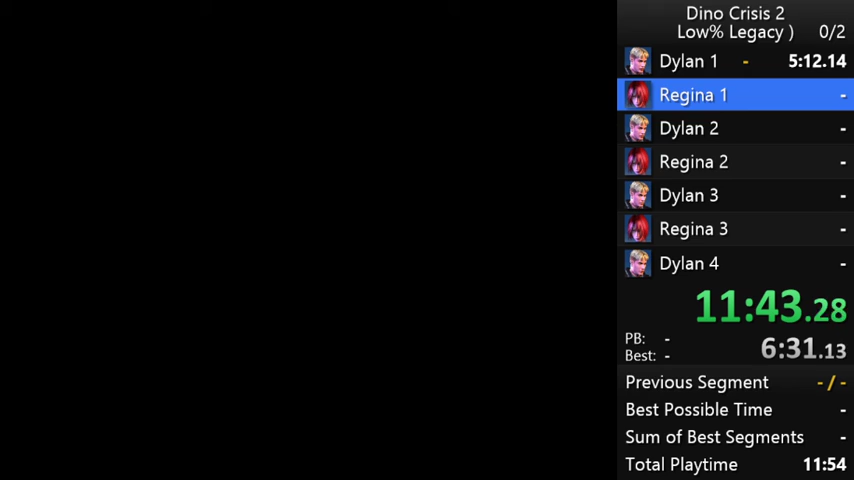 Dino Crisis 2
Low% Legacy ) 0/2
Dylan 1 - 5:12.14
Regina 1 -
Dylan 2 -
Regina 2 -
Dylan 3 -
Regina 3 -
Dylan 4 -
11:43.28
PB: -
Best: - 6:31.13
Previous Segment - / -
Best Possible Time -
Sum of Best Segments -
Total Playtime 11:54